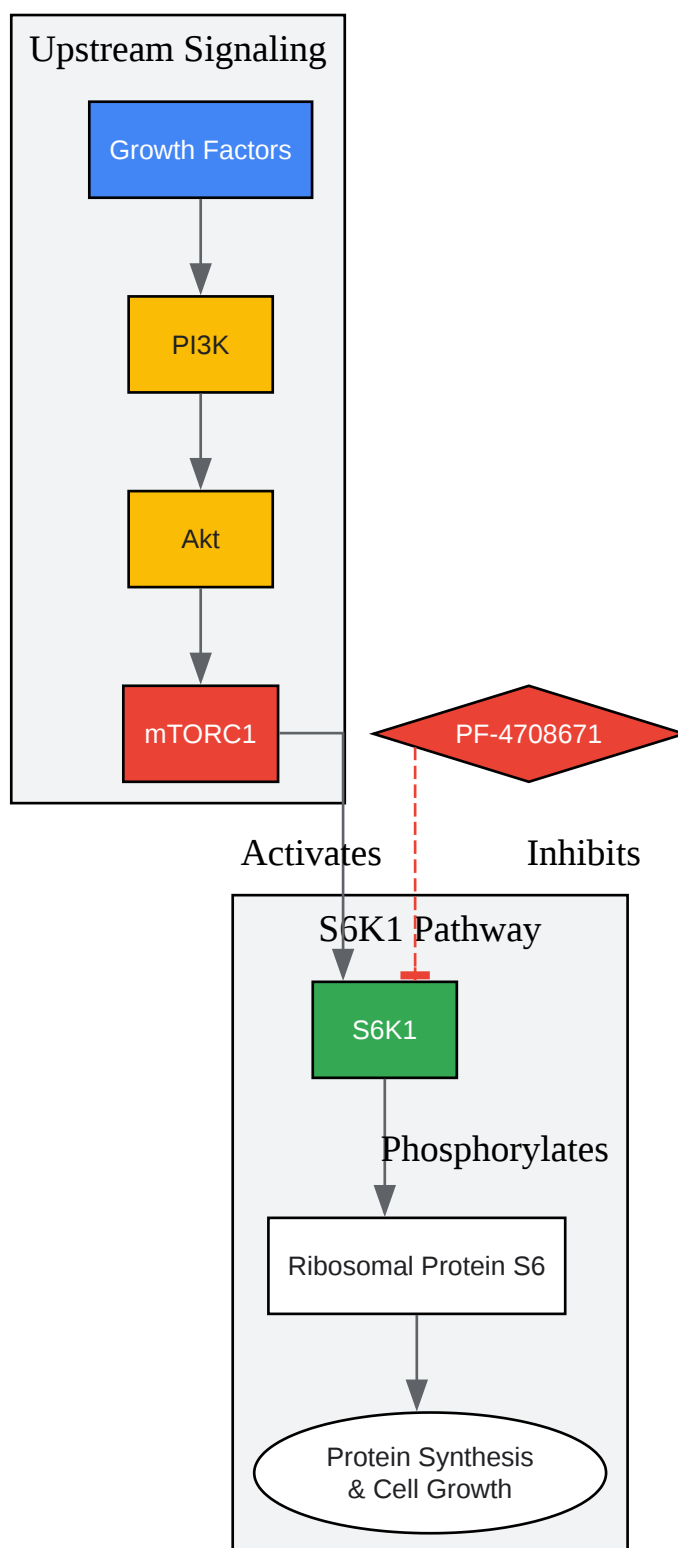 Upstream Signaling
Growth Factors
PI3K
Akt
mTORC1
PF-4708671
Activates
Inhibits
S6K1 Pathway
S6K1
Phosphorylates
Ribosomal Protein S6
Protein Synthesis
& Cell Growth